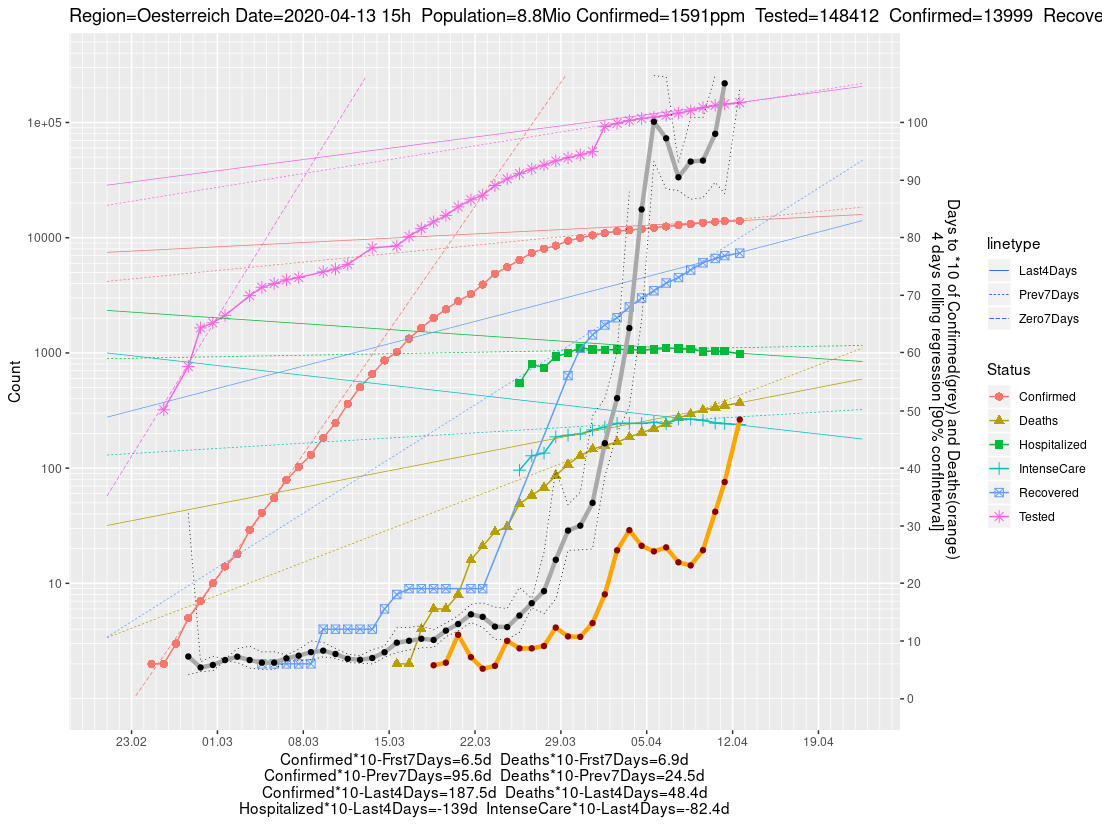 Region=Oesterreich Date=2020-04-13 15h  Population=8.8Mio Confirmed=1591ppm  Tested=148412  Confirmed=13999  Recove
1e+05
10000
1000
100
10
Count
100
90
80
70
60
50
40
30
20
10
0
Days to *10 of Confirmed(grey) and Deaths(orange)
4 days rolling regression [90% confInterval]
23.02 01.03 08.03 15.03 22.03 29.03 05.04 12.04 19.04
Confirmed*10-Frst7Days=6.5d  Deaths*10-Frst7Days=6.9d
Confirmed*10-Prev7Days=95.6d  Deaths*10-Prev7Days=24.5d
Confirmed*10-Last4Days=187.5d  Deaths*10-Last4Days=48.4d
Hospitalized*10-Last4Days=-139d  IntenseCare*10-Last4Days=-82.4d
linetype
Last4Days
Prev7Days
Zero7Days
Status
Confirmed
Deaths
Hospitalized
IntenseCare
Recovered
Tested